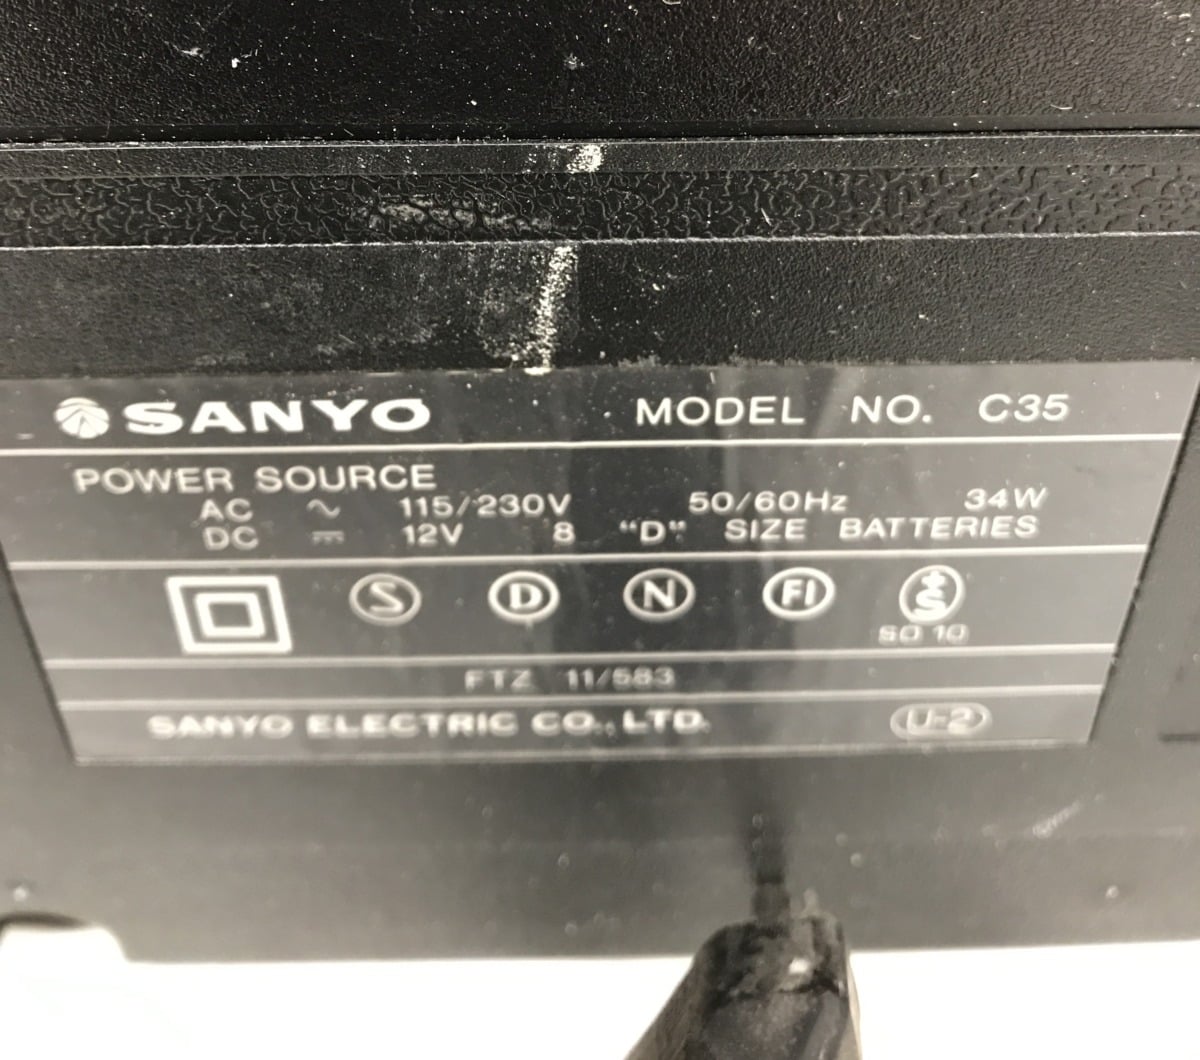 SANYO MODEL NO. C35
POWER SOURCE
AC ~ 115/230V 50/60Hz 34W
DC ⎓ 12V 8 "D" SIZE BATTERIES
S D N FI +S
SO 10
FTZ 11/583
SANYO ELECTRIC CO., LTD. U-2